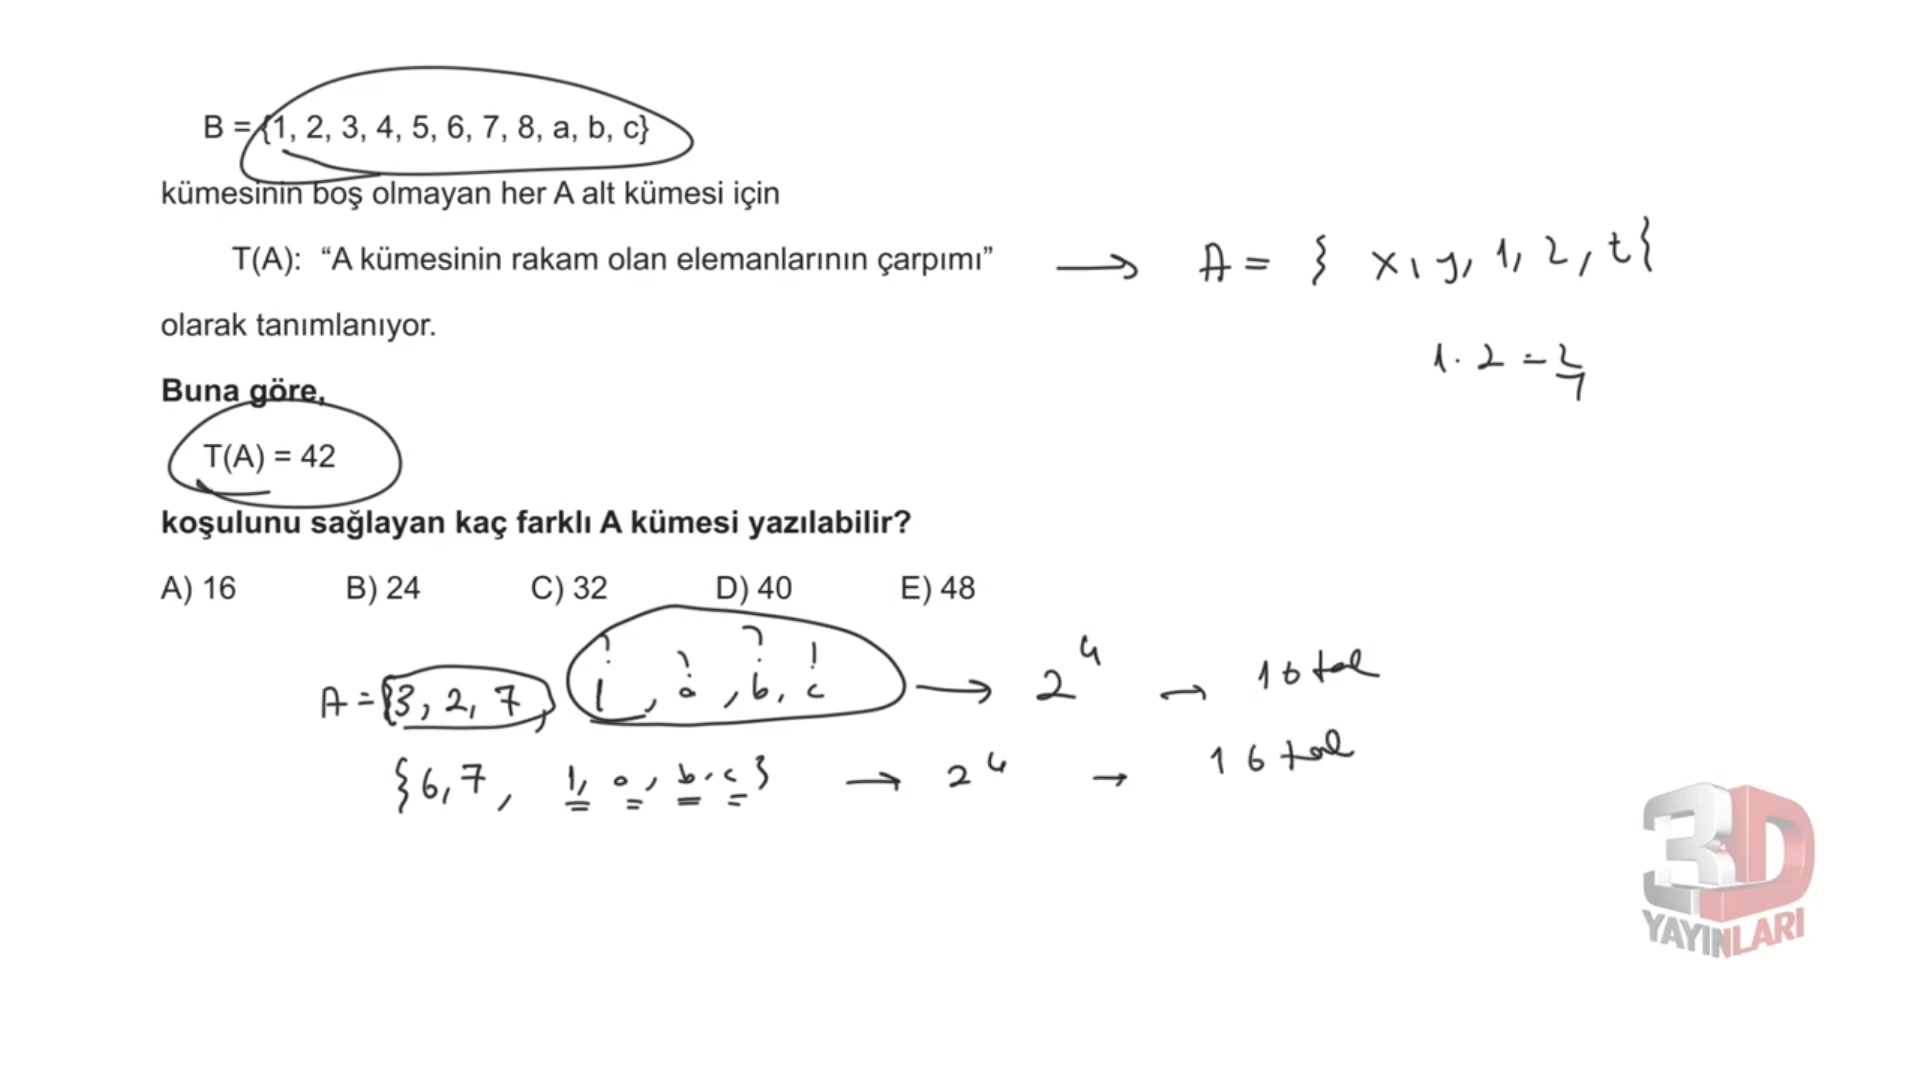 B = {1, 2, 3, 4, 5, 6, 7, 8, a, b, c}
kümesinin boş olmayan her A alt kümesi için
T(A): “A kümesinin rakam olan elemanlarının çarpımı” → A = { x, y, 1, 2, t}
olarak tanımlanıyor.
1 · 2 = 2
Buna göre,
T(A) = 42
koşulunu sağlayan kaç farklı A kümesi yazılabilir?
A) 16 B) 24 C) 32 D) 40 E) 48
A = {3, 2, 7, 1, a, b, c → 2⁴ → 16 tane
{6, 7, 1, a, b, c} → 2⁴ → 16 tane
3D
YAYINLARI